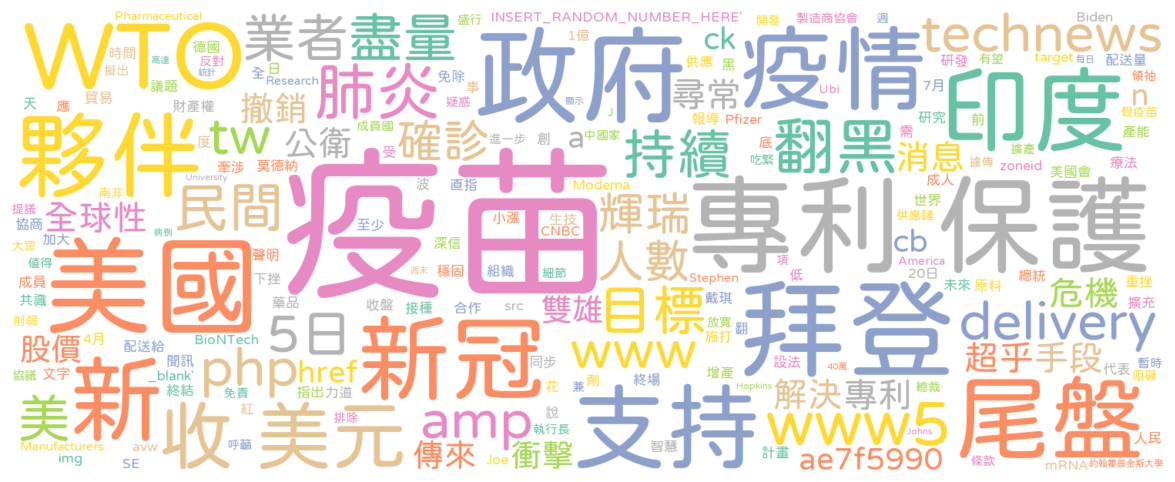 Pharmaceutical 盛行 INSERT_RANDOM_NUMBER_HERE' 開發 製造商協會 週 Biden
WTO 時間 擬出 德國 反對 高達 統計 業者 盡量 政府 1億 ck 供應 黑 疫情 technews
議題 全 日 Research 肺炎 免除 事 疑惑 尋常 研發 有望 target 配送量 領袖
天 應 貿易 財產權 撤銷 確診 J 顯示 報導 Pfizer Ubi 7月 研究 前 印度 n 每日 假疫苗
夥伴 度 tw 公衛 成員國 受 進一步 創 a 中國家 持續 底 吃緊 翻黑 需 消息 擴產 據傳 產能
南非 牽涉 莫德納 University 波 直指 疫苗 Moderna zoneid 成人 美國會 療法
提議 協商 全球性 加大 民間 至少 深信 小漲 生技 CNBC 輝瑞 專利保護 世界 供應鏈
大眾 值得 病例 美國 聲明 下挫 週末 穩固 組織 細節 人數 Stephen cb America 項 低 20日 總統 重挫
成員 共識 藥品 收盤 接種 合作 src 雙雄 目標 戴琪 放寬 施打 翻 拜登 未來 原料 危機 擴充
削弱 BioNTech 4月 5日 新冠 delivery
股價 配送給 聞訊 php href www 同步 增產 設法 40萬 超乎 手段 代表 暫時 阻礙
協議 文字 _blank' 終結 免責 指出 力道 花 兼 劑 終場 Hopkins 解決 專利 總裁
美 新 收 美元 紅 排除 amp 說 執行長 支持 www5 Johns 尾盤
Manufacturers avw 呼籲 傳來 Joe 衝擊 智慧 計畫 ae7f5990 條款 人民
img SE mRNA 約翰霍普金斯大學